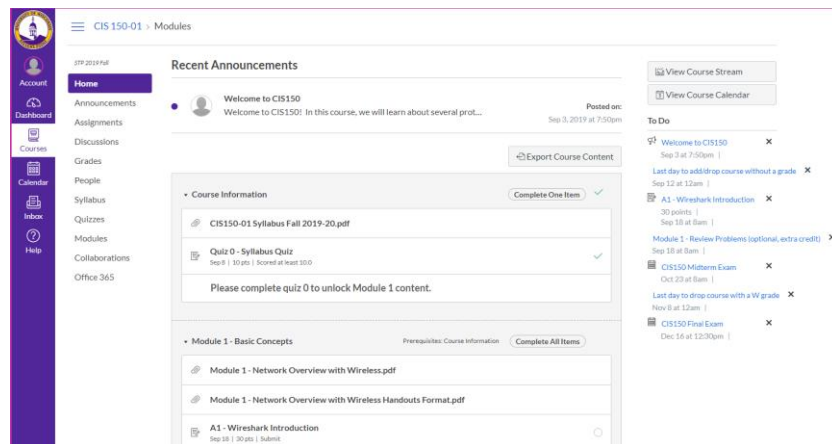 CIS 150-01 › Modules
Account
Dashboard
Courses
Calendar
Inbox
Help
STP 2019 Fall
Home
Announcements
Assignments
Discussions
Grades
People
Syllabus
Quizzes
Modules
Collaborations
Office 365
Recent Announcements
Welcome to CIS150
Welcome to CIS150! In this course, we will learn about several prot...
Posted on:
Sep 3, 2019 at 7:50pm
Export Course Content
Course Information
Complete One Item
CIS150-01 Syllabus Fall 2019-20.pdf
Quiz 0 - Syllabus Quiz
Sep 8 | 10 pts | Scored at least 10.0
Please complete quiz 0 to unlock Module 1 content.
Module 1 - Basic Concepts
Prerequisites: Course Information
Complete All Items
Module 1 - Network Overview with Wireless.pdf
Module 1 - Network Overview with Wireless Handouts Format.pdf
A1 - Wireshark Introduction
Sep 18 | 30 pts | Submit
View Course Stream
View Course Calendar
To Do
Welcome to CIS150
Sep 3 at 7:50pm |
Last day to add/drop course without a grade
Sep 12 at 12am |
A1 - Wireshark Introduction
30 points |
Sep 18 at 8am |
Module 1 - Review Problems (optional, extra credit)
Sep 18 at 8am |
CIS150 Midterm Exam
Oct 23 at 8am |
Last day to drop course with a W grade
Nov 8 at 12am |
CIS150 Final Exam
Dec 16 at 12:30pm |